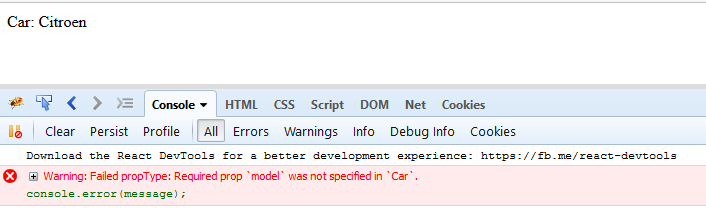 Car: Citroen
Console HTML CSS Script DOM Net Cookies
Clear Persist Profile All Errors Warnings Info Debug Info Cookies
Download the React DevTools for a better development experience: https://fb.me/react-devtools
Warning: Failed propType: Required prop `model` was not specified in `Car`.
console.error(message);